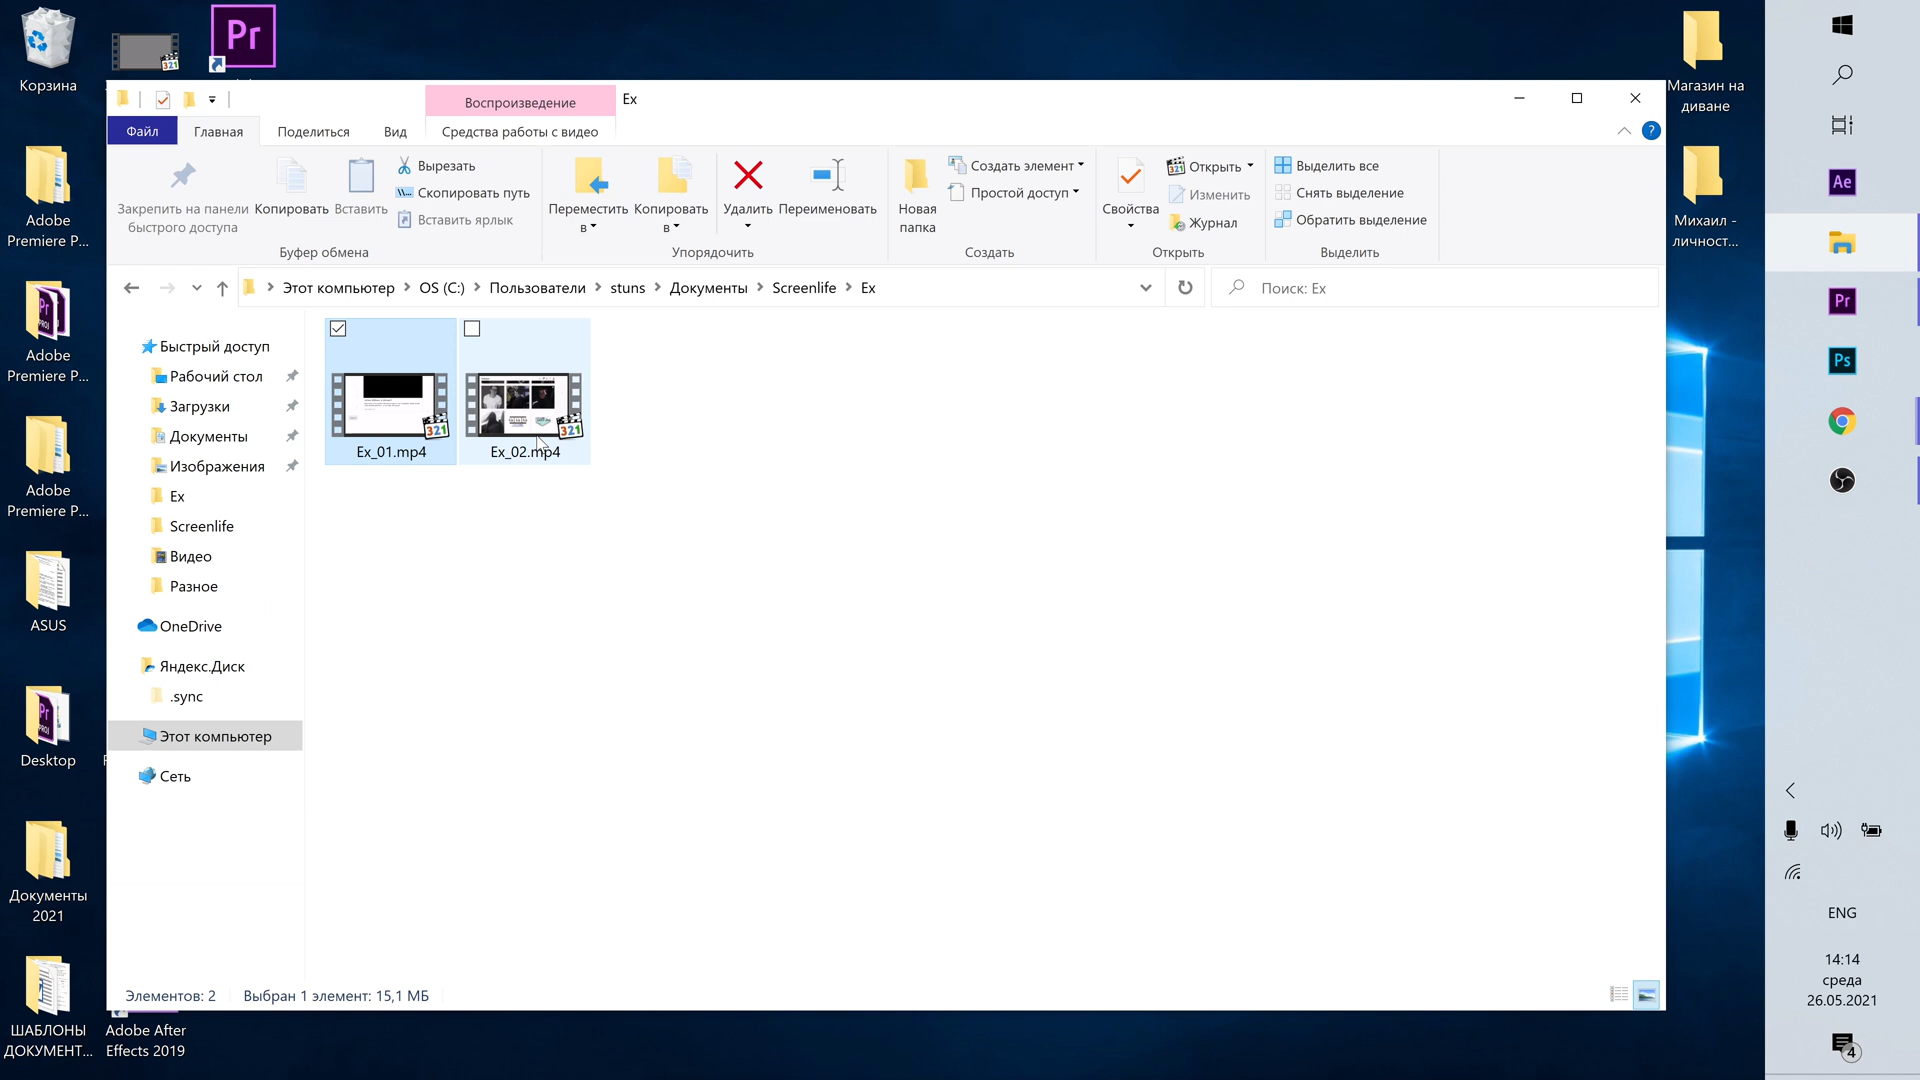 Корзина
Pr
Adobe
Premiere P...
Adobe
Premiere P...
Adobe
Premiere P...
ASUS
Desktop
Документы
2021
ШАБЛОНЫ
ДОКУМЕНТ...
Adobe After
Effects 2019
Воспроизведение
Ex
Файл
Главная
Поделиться
Вид
Средства работы с видео
?
Закрепить на панели
быстрого доступа
Копировать
Вставить
Вырезать
Скопировать путь
Вставить ярлык
Буфер обмена
Переместить
в
Копировать
в
Удалить
Переименовать
Упорядочить
Новая
папка
Создать элемент
Простой доступ
Создать
Свойства
Открыть
Изменить
Журнал
Открыть
Выделить все
Снять выделение
Обратить выделение
Выделить
Этот компьютер
OS (C:)
Пользователи
stuns
Документы
Screenlife
Ex
Поиск: Ex
Быстрый доступ
Рабочий стол
Загрузки
Документы
Изображения
Ex
Screenlife
Видео
Разное
OneDrive
Яндекс.Диск
.sync
Этот компьютер
Сеть
321
Ex_01.mp4
321
Ex_02.mp4
Элементов: 2
Выбран 1 элемент: 15,1 МБ
Магазин на
диване
Михаил -
личност...
Ae
Pr
Ps
ENG
14:14
среда
26.05.2021
4